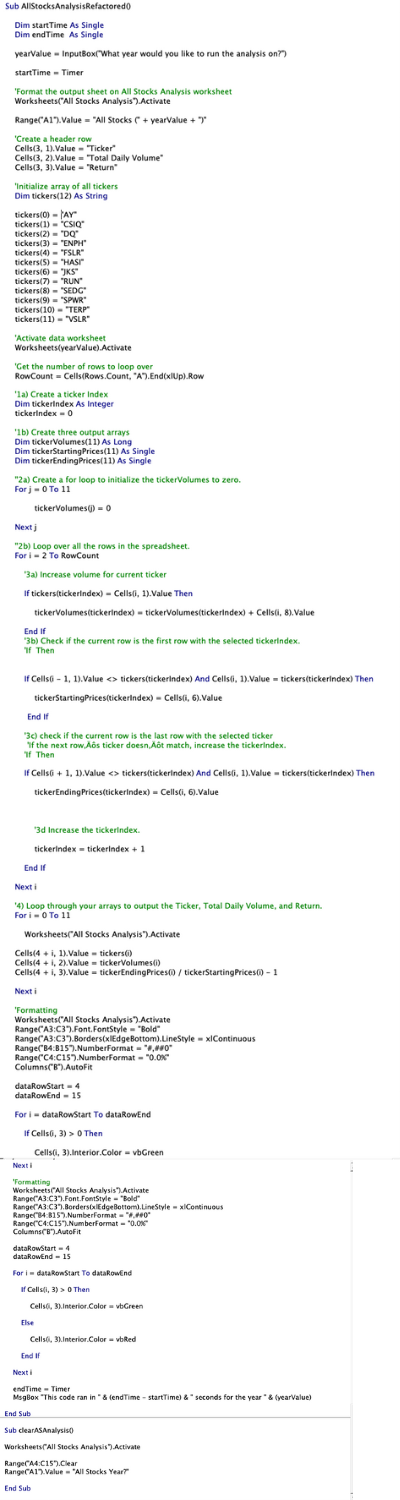 Sub AllStocksAnalysisRefactored()
Dim startTime As Single
Dim endTime As Single
yearValue = InputBox("What year would you like to run the analysis on?")
startTime = Timer
'Format the output sheet on All Stocks Analysis worksheet
Worksheets("All Stocks Analysis").Activate
Range("A1").Value = "All Stocks (" + yearValue + ")"
'Create a header row
Cells(3, 1).Value = "Ticker"
Cells(3, 2).Value = "Total Daily Volume"
Cells(3, 3).Value = "Return"
'Initialize array of all tickers
Dim tickers(12) As String
tickers(0) = "AY"
tickers(1) = "CSIQ"
tickers(2) = "DQ"
tickers(3) = "ENPH"
tickers(4) = "FSLR"
tickers(5) = "HASI"
tickers(6) = "JKS"
tickers(7) = "RUN"
tickers(8) = "SEDG"
tickers(9) = "SPWR"
tickers(10) = "TERP"
tickers(11) = "VSLR"
'Activate data worksheet
Worksheets(yearValue).Activate
'Get the number of rows to loop over
RowCount = Cells(Rows.Count, "A").End(xlUp).Row
'1a) Create a ticker Index
Dim tickerIndex As Integer
tickerIndex = 0
'1b) Create three output arrays
Dim tickerVolumes(11) As Long
Dim tickerStartingPrices(11) As Single
Dim tickerEndingPrices(11) As Single
''2a) Create a for loop to initialize the tickerVolumes to zero.
For j = 0 To 11
tickerVolumes(j) = 0
Next j
''2b) Loop over all the rows in the spreadsheet.
For i = 2 To RowCount
'3a) Increase volume for current ticker
If tickers(tickerIndex) = Cells(i, 1).Value Then
tickerVolumes(tickerIndex) = tickerVolumes(tickerIndex) + Cells(i, 8).Value
End If
'3b) Check if the current row is the first row with the selected tickerIndex.
'If Then
If Cells(i - 1, 1).Value <> tickers(tickerIndex) And Cells(i, 1).Value = tickers(tickerIndex) Then
tickerStartingPrices(tickerIndex) = Cells(i, 6).Value
End If
'3c) check if the current row is the last row with the selected ticker
'If the next row‚Äôs ticker doesn‚Äôt match, increase the tickerIndex.
'If Then
If Cells(i + 1, 1).Value <> tickers(tickerIndex) And Cells(i, 1).Value = tickers(tickerIndex) Then
tickerEndingPrices(tickerIndex) = Cells(i, 6).Value
'3d Increase the tickerIndex.
tickerIndex = tickerIndex + 1
End If
Next i
'4) Loop through your arrays to output the Ticker, Total Daily Volume, and Return.
For i = 0 To 11
Worksheets("All Stocks Analysis").Activate
Cells(4 + i, 1).Value = tickers(i)
Cells(4 + i, 2).Value = tickerVolumes(i)
Cells(4 + i, 3).Value = tickerEndingPrices(i) / tickerStartingPrices(i) - 1
Next i
'Formatting
Worksheets("All Stocks Analysis").Activate
Range("A3:C3").Font.FontStyle = "Bold"
Range("A3:C3").Borders(xlEdgeBottom).LineStyle = xlContinuous
Range("B4:B15").NumberFormat = "#,##0"
Range("C4:C15").NumberFormat = "0.0%"
Columns("B").AutoFit
dataRowStart = 4
dataRowEnd = 15
For i = dataRowStart To dataRowEnd
If Cells(i, 3) > 0 Then
Cells(i, 3).Interior.Color = vbGreen
Next i
'Formatting
Worksheets("All Stocks Analysis").Activate
Range("A3:C3").Font.FontStyle = "Bold"
Range("A3:C3").Borders(xlEdgeBottom).LineStyle = xlContinuous
Range("B4:B15").NumberFormat = "#,##0"
Range("C4:C15").NumberFormat = "0.0%"
Columns("B").AutoFit
dataRowStart = 4
dataRowEnd = 15
For i = dataRowStart To dataRowEnd
If Cells(i, 3) > 0 Then
Cells(i, 3).Interior.Color = vbGreen
Else
Cells(i, 3).Interior.Color = vbRed
End If
Next i
endTime = Timer
MsgBox "This code ran in " & (endTime - startTime) & " seconds for the year " & (yearValue)
End Sub
Sub clearASAnalysis()
Worksheets("All Stocks Analysis").Activate
Range("A4:C15").Clear
Range("A1").Value = "All Stocks Year?"
End Sub